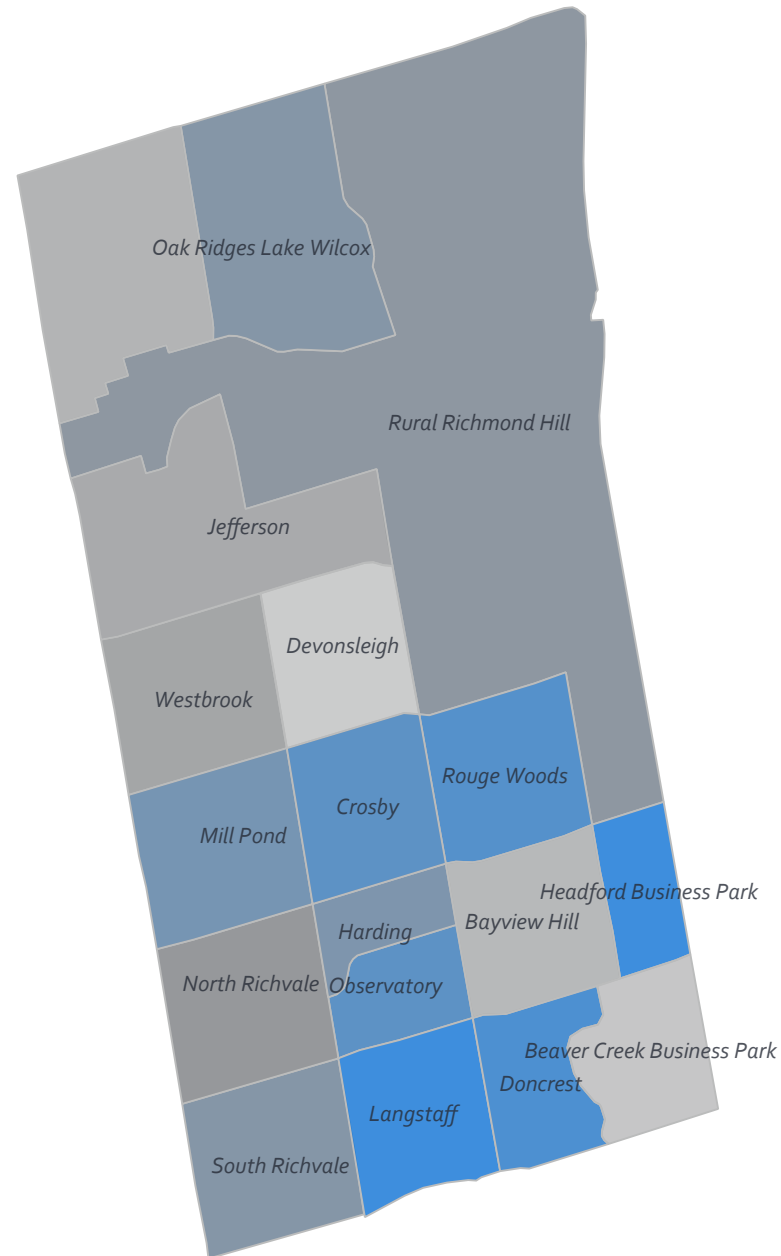 Oak Ridges Lake Wilcox
Rural Richmond Hill
Jefferson
Devonsleigh
Westbrook
Rouge Woods
Crosby
Mill Pond
Headford Business Park
Bayview Hill
Harding
North Richvale
Observatory
Beaver Creek Business Park
Doncrest
Langstaff
South Richvale